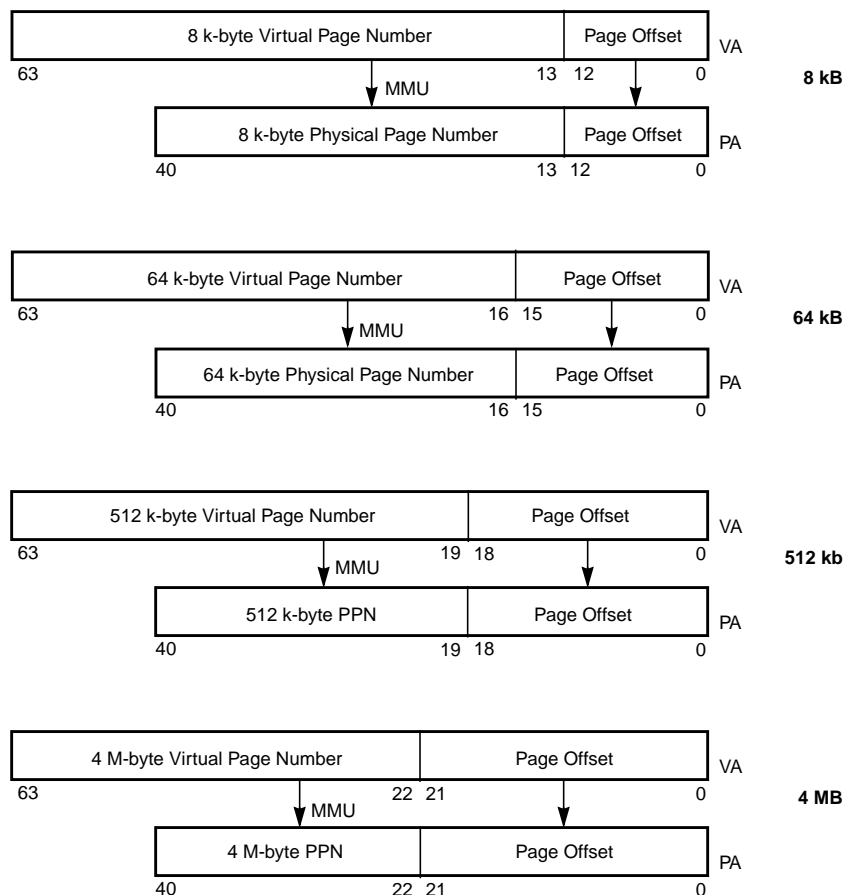 8 k-byte Virtual Page Number Page Offset VA
63 13 12 0
8 kB
MMU
8 k-byte Physical Page Number Page Offset PA
40 13 12 0
64 k-byte Virtual Page Number Page Offset VA
63 16 15 0
64 kB
MMU
64 k-byte Physical Page Number Page Offset PA
40 16 15 0
512 k-byte Virtual Page Number Page Offset VA
63 19 18 0
512 kb
MMU
512 k-byte PPN Page Offset PA
40 19 18 0
4 M-byte Virtual Page Number Page Offset VA
63 22 21 0
4 MB
MMU
4 M-byte PPN Page Offset PA
40 22 21 0